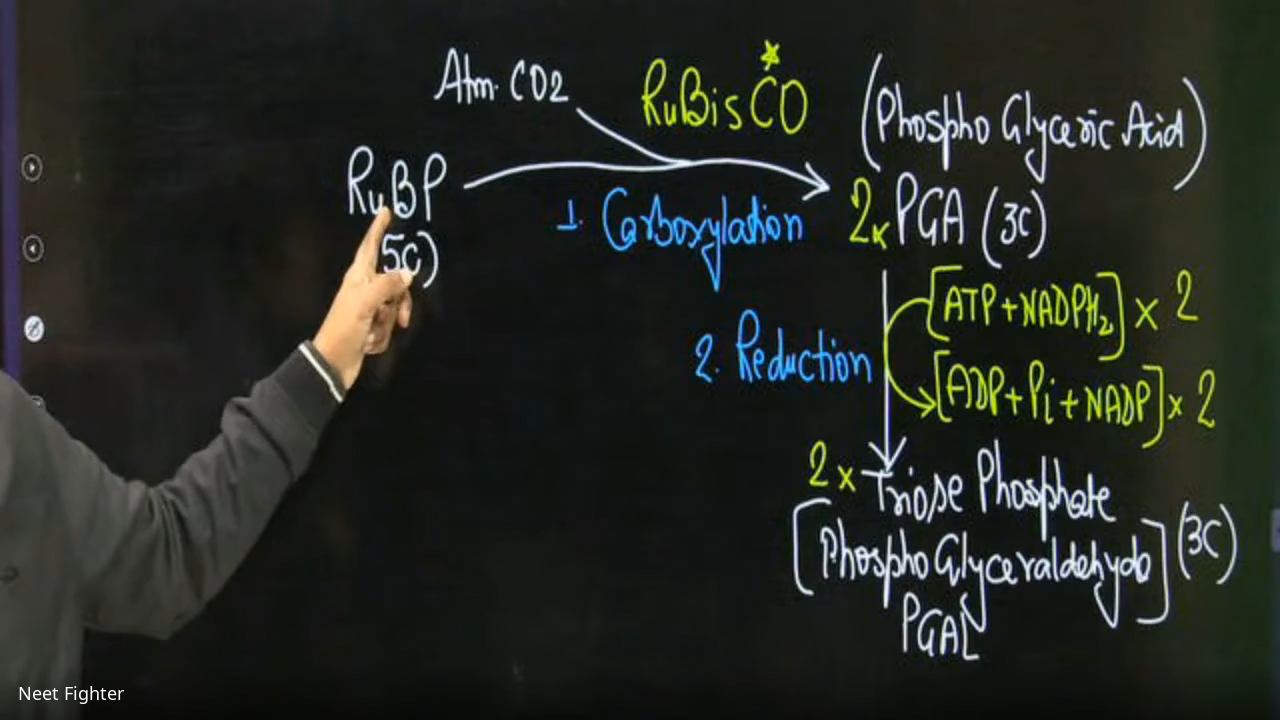 Atm. CO2
RuBisCO
(Phospho Glyceric Acid)
RuBP
1. Carboxylation
2x PGA (3C)
5C)
[ATP+NADPH2] x 2
2. Reduction
[ADP+Pi+NADP] x 2
2x Triose Phosphate
[Phospho Glyceraldehyde] (3C)
PGAL
Neet Fighter